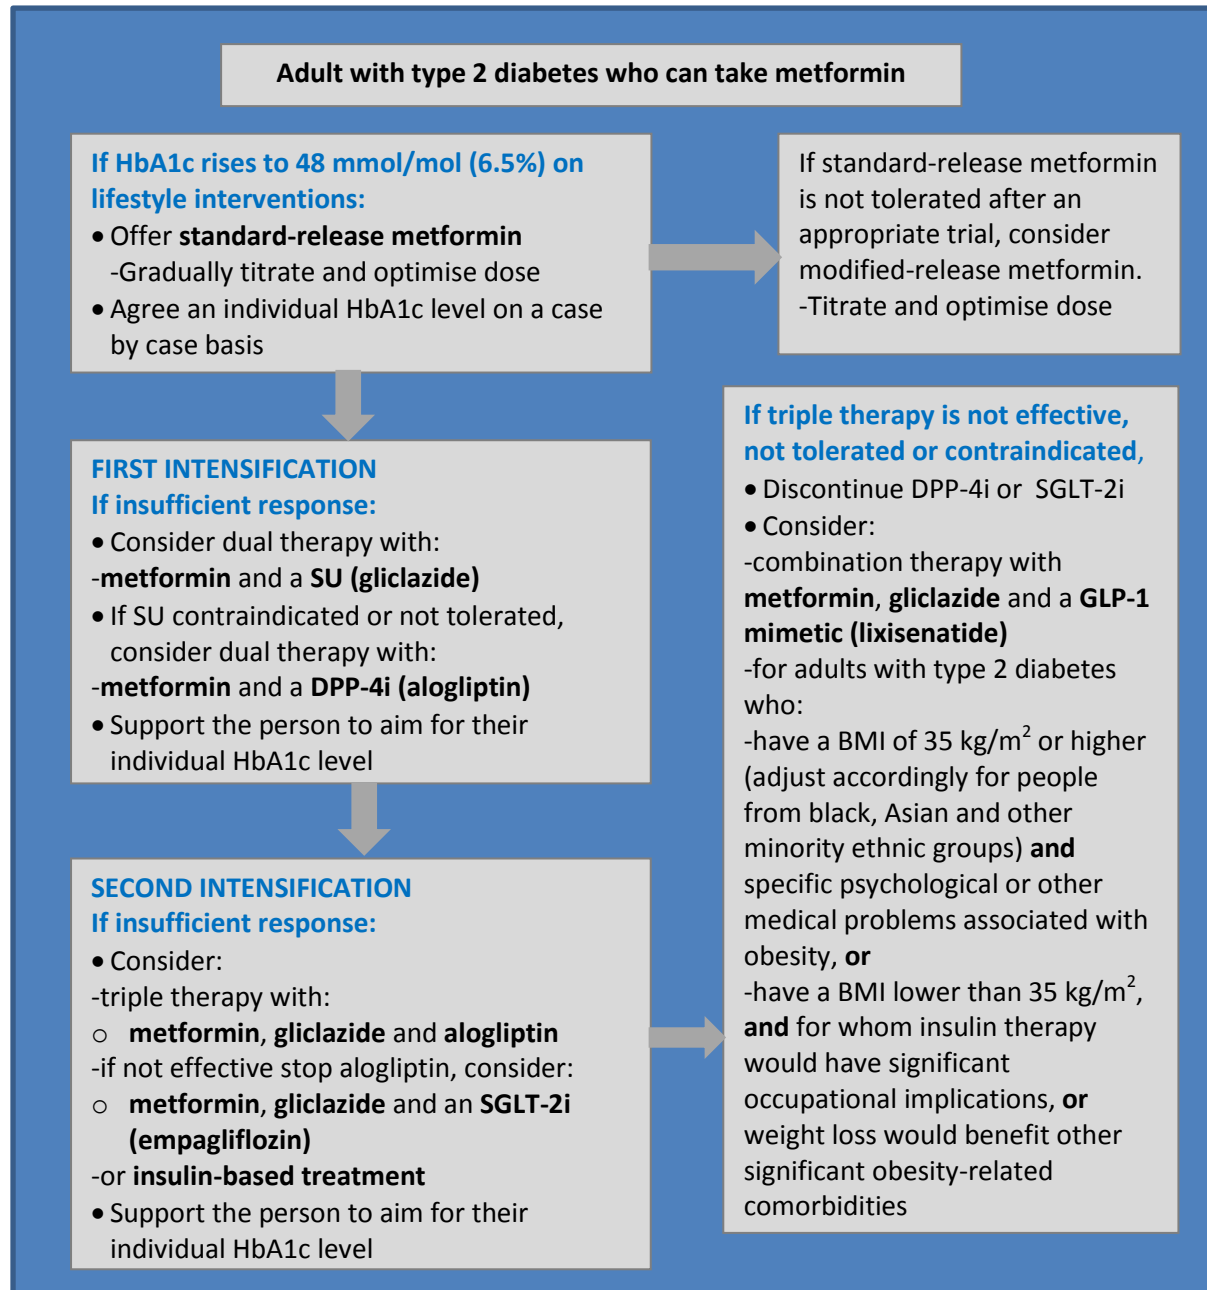 Adult with type 2 diabetes who can take metformin
If HbA1c rises to 48 mmol/mol (6.5%) on
lifestyle interventions:
• Offer standard-release metformin
-Gradually titrate and optimise dose
• Agree an individual HbA1c level on a case
by case basis
If standard-release metformin
is not tolerated after an
appropriate trial, consider
modified-release metformin.
-Titrate and optimise dose
FIRST INTENSIFICATION
If insufficient response:
• Consider dual therapy with:
-metformin and a SU (gliclazide)
• If SU contraindicated or not tolerated,
consider dual therapy with:
-metformin and a DPP-4i (alogliptin)
• Support the person to aim for their
individual HbA1c level
SECOND INTENSIFICATION
If insufficient response:
• Consider:
-triple therapy with:
o metformin, gliclazide and alogliptin
-if not effective stop alogliptin, consider:
o metformin, gliclazide and an SGLT-2i
(empagliflozin)
-or insulin-based treatment
• Support the person to aim for their
individual HbA1c level
If triple therapy is not effective,
not tolerated or contraindicated,
• Discontinue DPP-4i or SGLT-2i
• Consider:
-combination therapy with
metformin, gliclazide and a GLP-1
mimetic (lixisenatide)
-for adults with type 2 diabetes
who:
-have a BMI of 35 kg/m² or higher
(adjust accordingly for people
from black, Asian and other
minority ethnic groups) and
specific psychological or other
medical problems associated with
obesity, or
-have a BMI lower than 35 kg/m²,
and for whom insulin therapy
would have significant
occupational implications, or
weight loss would benefit other
significant obesity-related
comorbidities